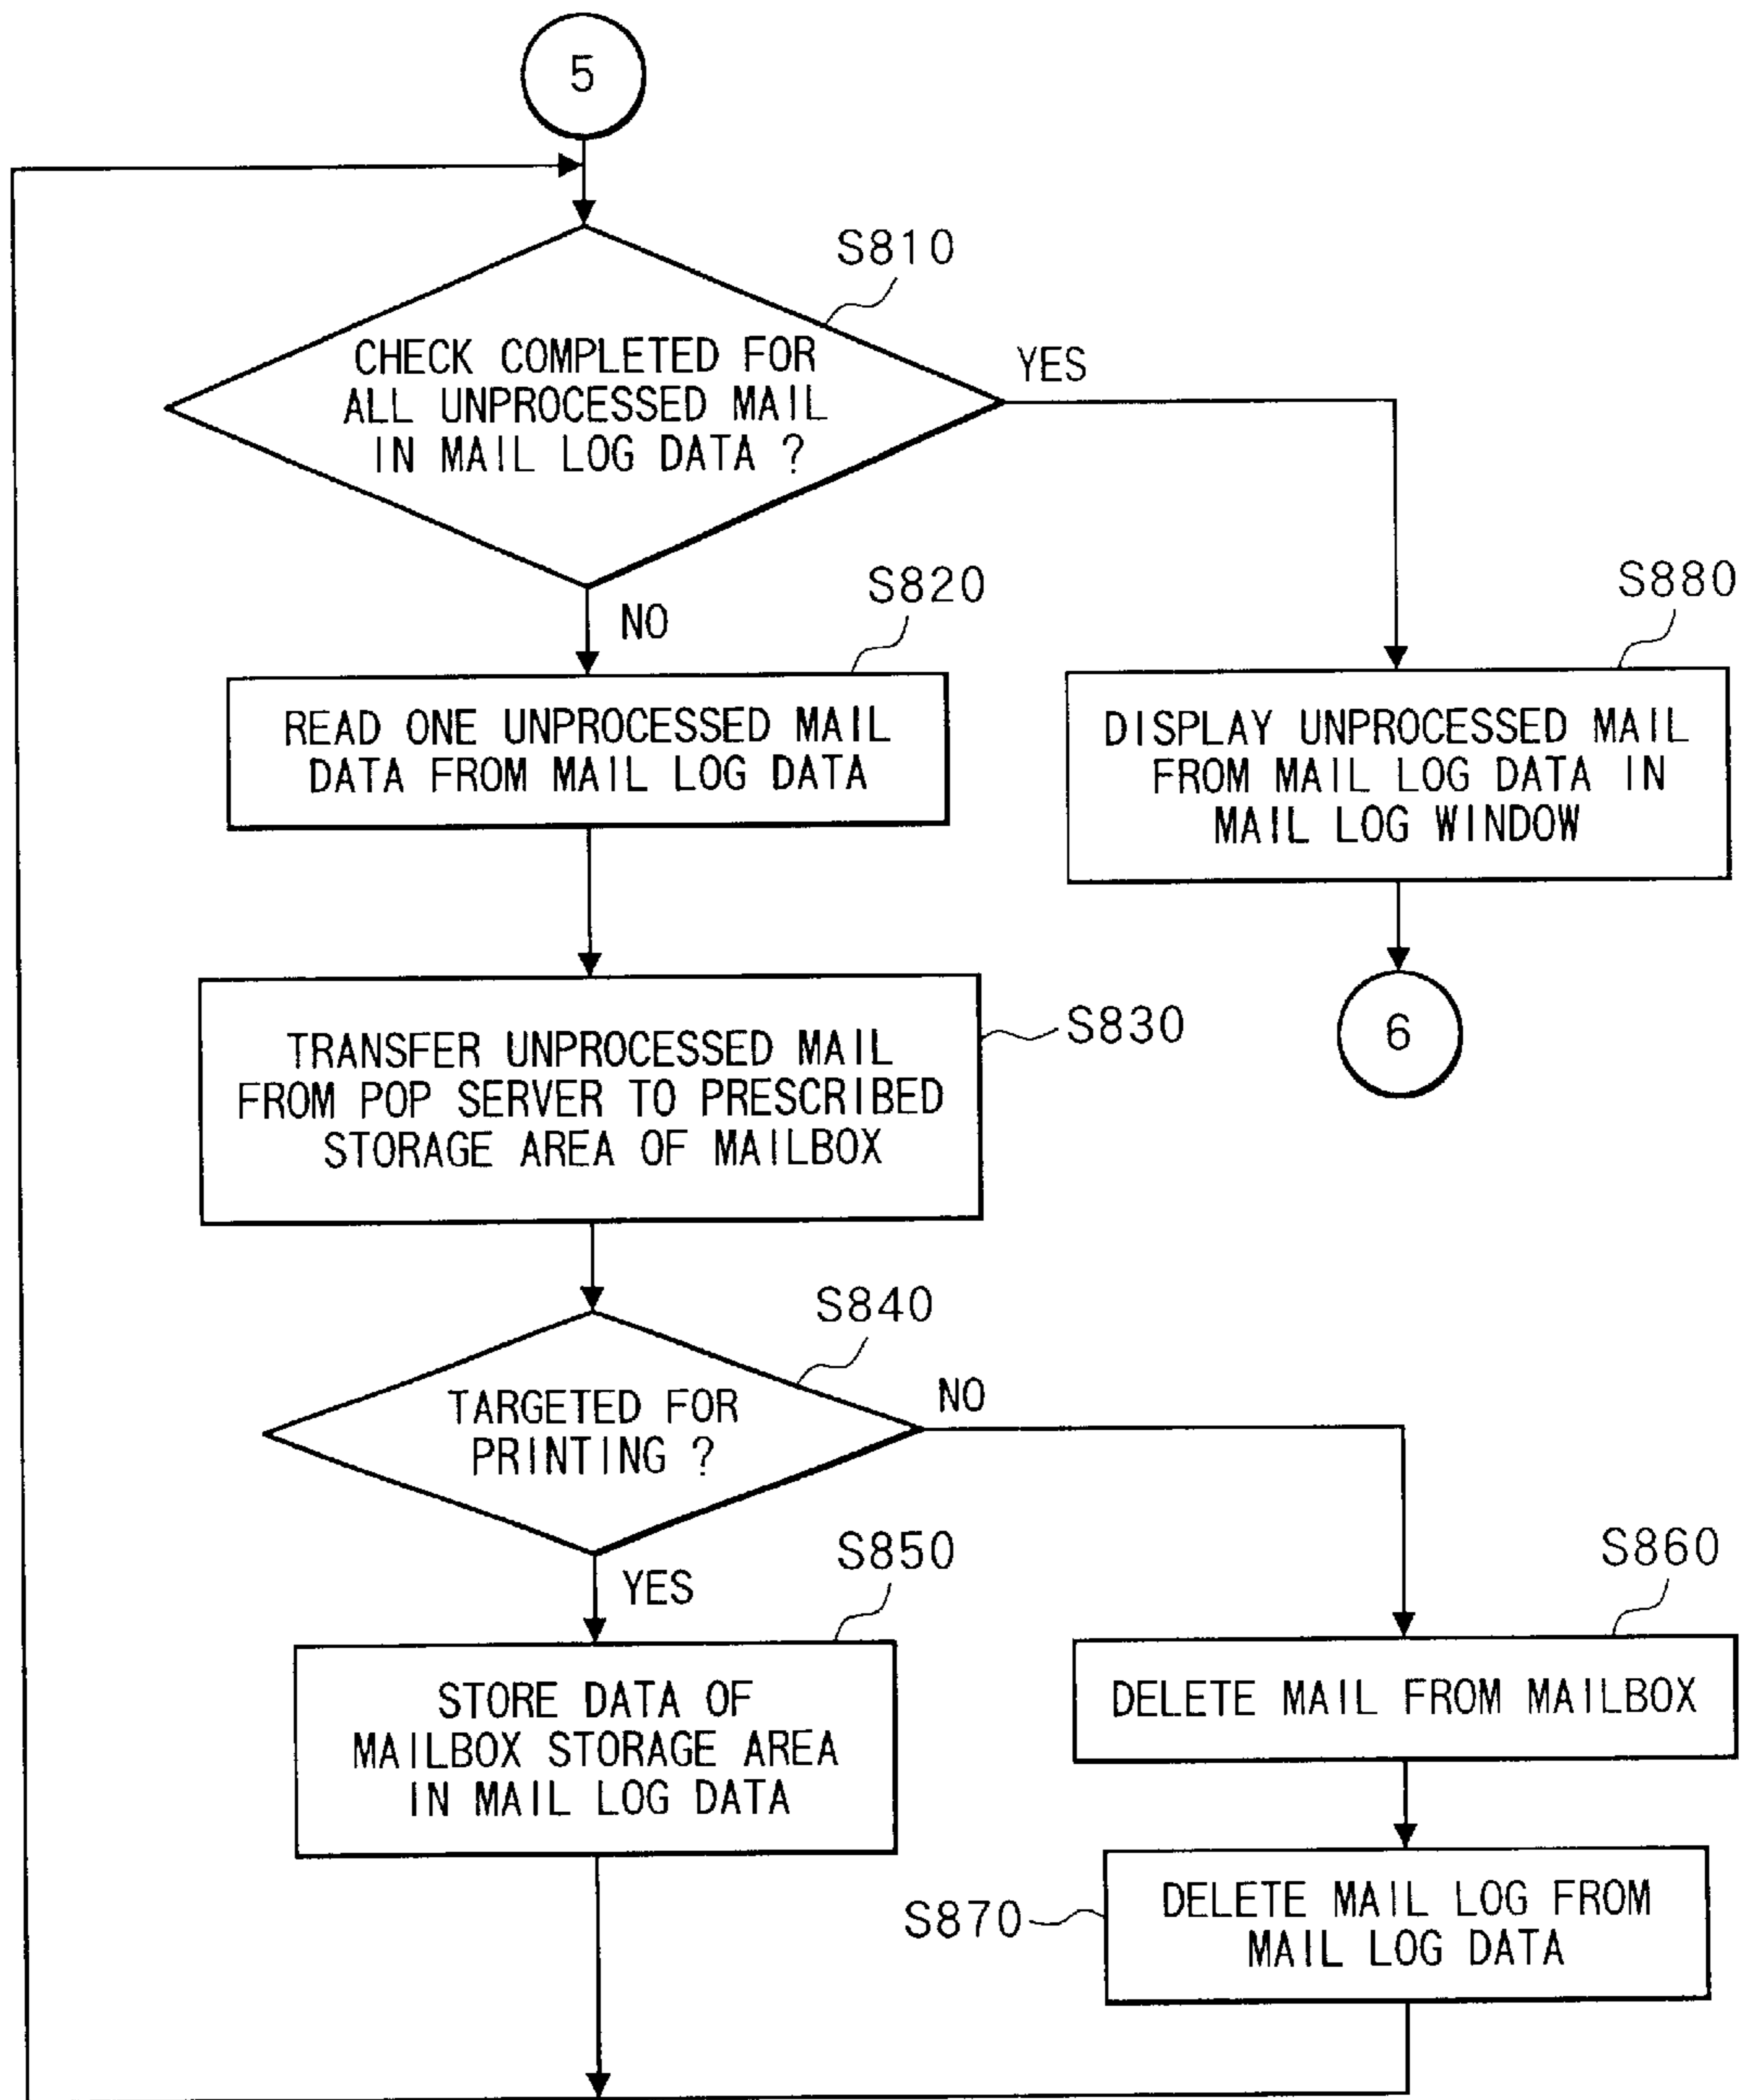 5
S810
CHECK COMPLETED FOR
ALL UNPROCESSED MAIL
IN MAIL LOG DATA ?
YES
NO
S820
READ ONE UNPROCESSED MAIL
DATA FROM MAIL LOG DATA
S880
DISPLAY UNPROCESSED MAIL
FROM MAIL LOG DATA IN
MAIL LOG WINDOW
6
S830
TRANSFER UNPROCESSED MAIL
FROM POP SERVER TO PRESCRIBED
STORAGE AREA OF MAILBOX
S840
TARGETED FOR
PRINTING ?
NO
YES
S850
STORE DATA OF
MAILBOX STORAGE AREA
IN MAIL LOG DATA
S860
DELETE MAIL FROM MAILBOX
S870
DELETE MAIL LOG FROM
MAIL LOG DATA